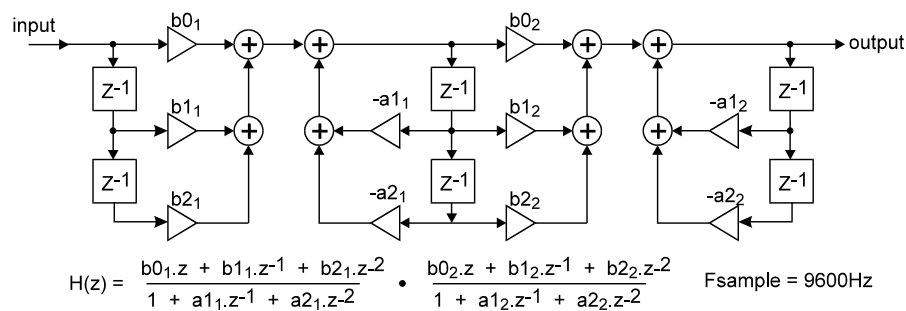 input
b0₁
b0₂
output
Z⁻¹
Z⁻¹
Z⁻¹
b1₁
-a1₁
b1₂
-a1₂
Z⁻¹
Z⁻¹
Z⁻¹
b2₁
-a2₁
b2₂
-a2₂
H(z) = b0₁.z + b1₁.z⁻¹ + b2₁.z⁻² • b0₂.z + b1₂.z⁻¹ + b2₂.z⁻² Fsample = 9600Hz
1 + a1₁.z⁻¹ + a2₁.z⁻² 1 + a1₂.z⁻¹ + a2₂.z⁻²